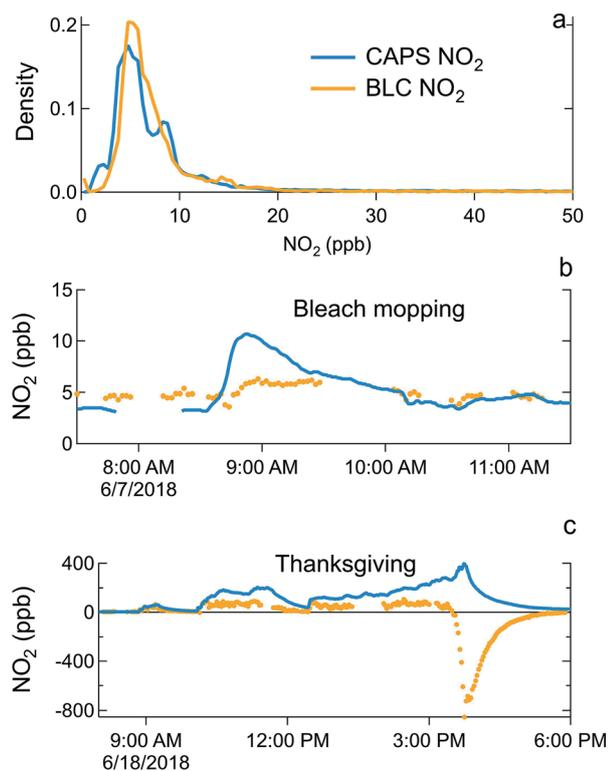 a
0.2
0.1
0.0
Density
CAPS NO2
BLC NO2
0 10 20 30 40 50
NO2 (ppb)
b
Bleach mopping
15
10
5
0
NO2 (ppb)
8:00 AM 9:00 AM 10:00 AM 11:00 AM
6/7/2018
c
Thanksgiving
400
0
-400
-800
NO2 (ppb)
9:00 AM 12:00 PM 3:00 PM 6:00 PM
6/18/2018